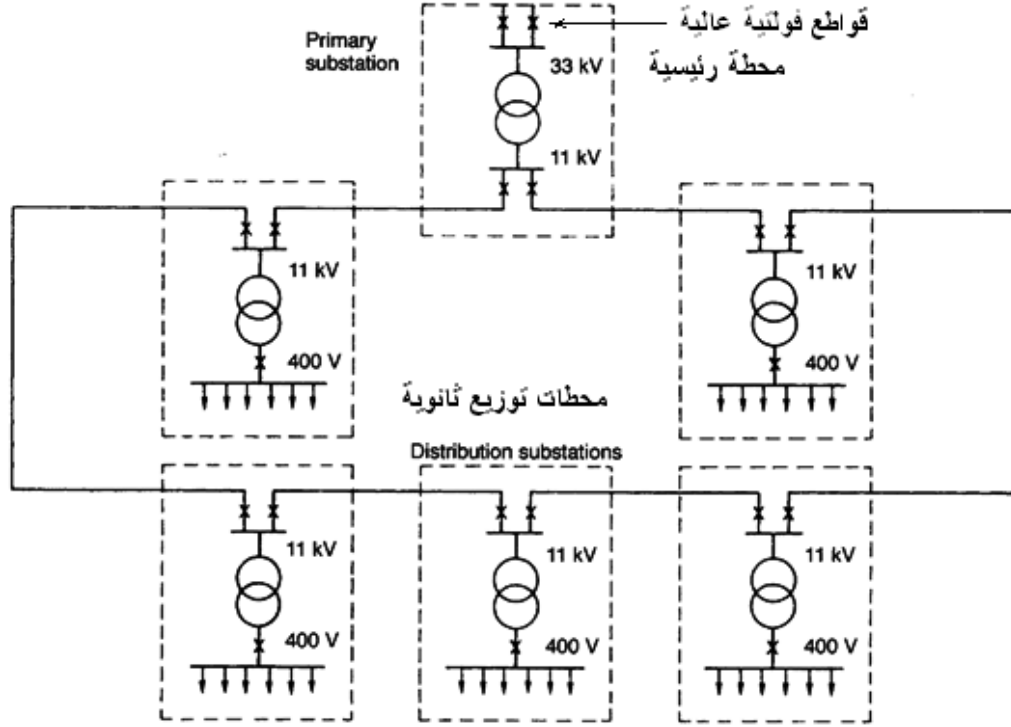 قواطع فولتية عالية
Primary
substation
محطة رئيسية
33 kV
11 kV
11 kV
11 kV
400 V
400 V
محطات توزيع ثانوية
Distribution substations
11 kV
11 kV
11 kV
400 V
400 V
400 V